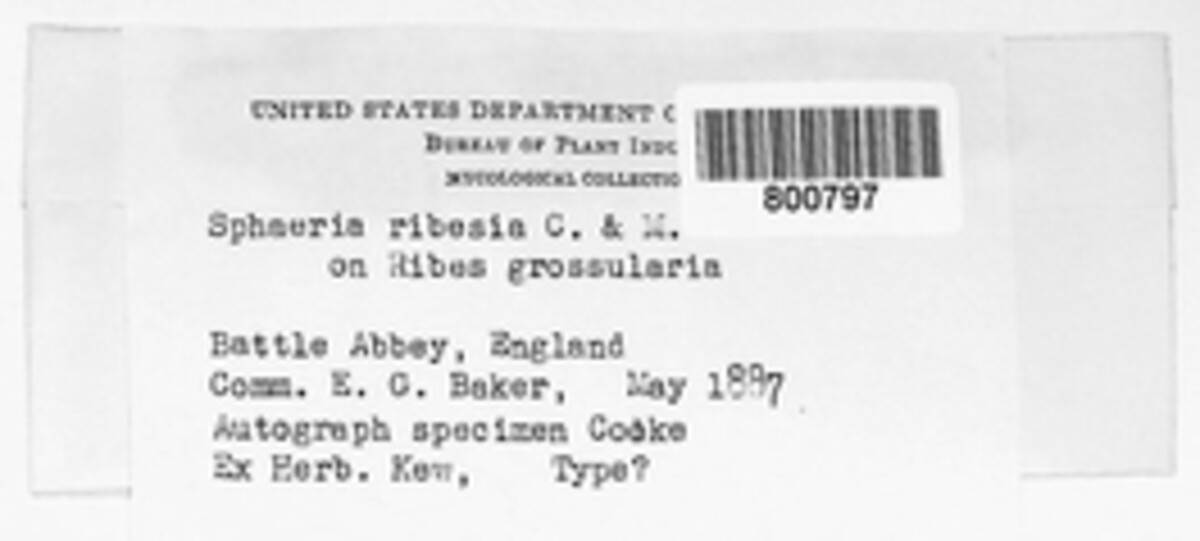 UNITED STATES DEPARTMENT O
BUREAU OF PLANT INDU
MYCOLOGICAL COLLECTIO
800797
Sphaeria ribesia C. & M.
on Ribes grossularia
Battle Abbey, England
Comm. E. G. Baker, May 1887
Autograph specimen Cooke
Ex Herb. Kew, Type?